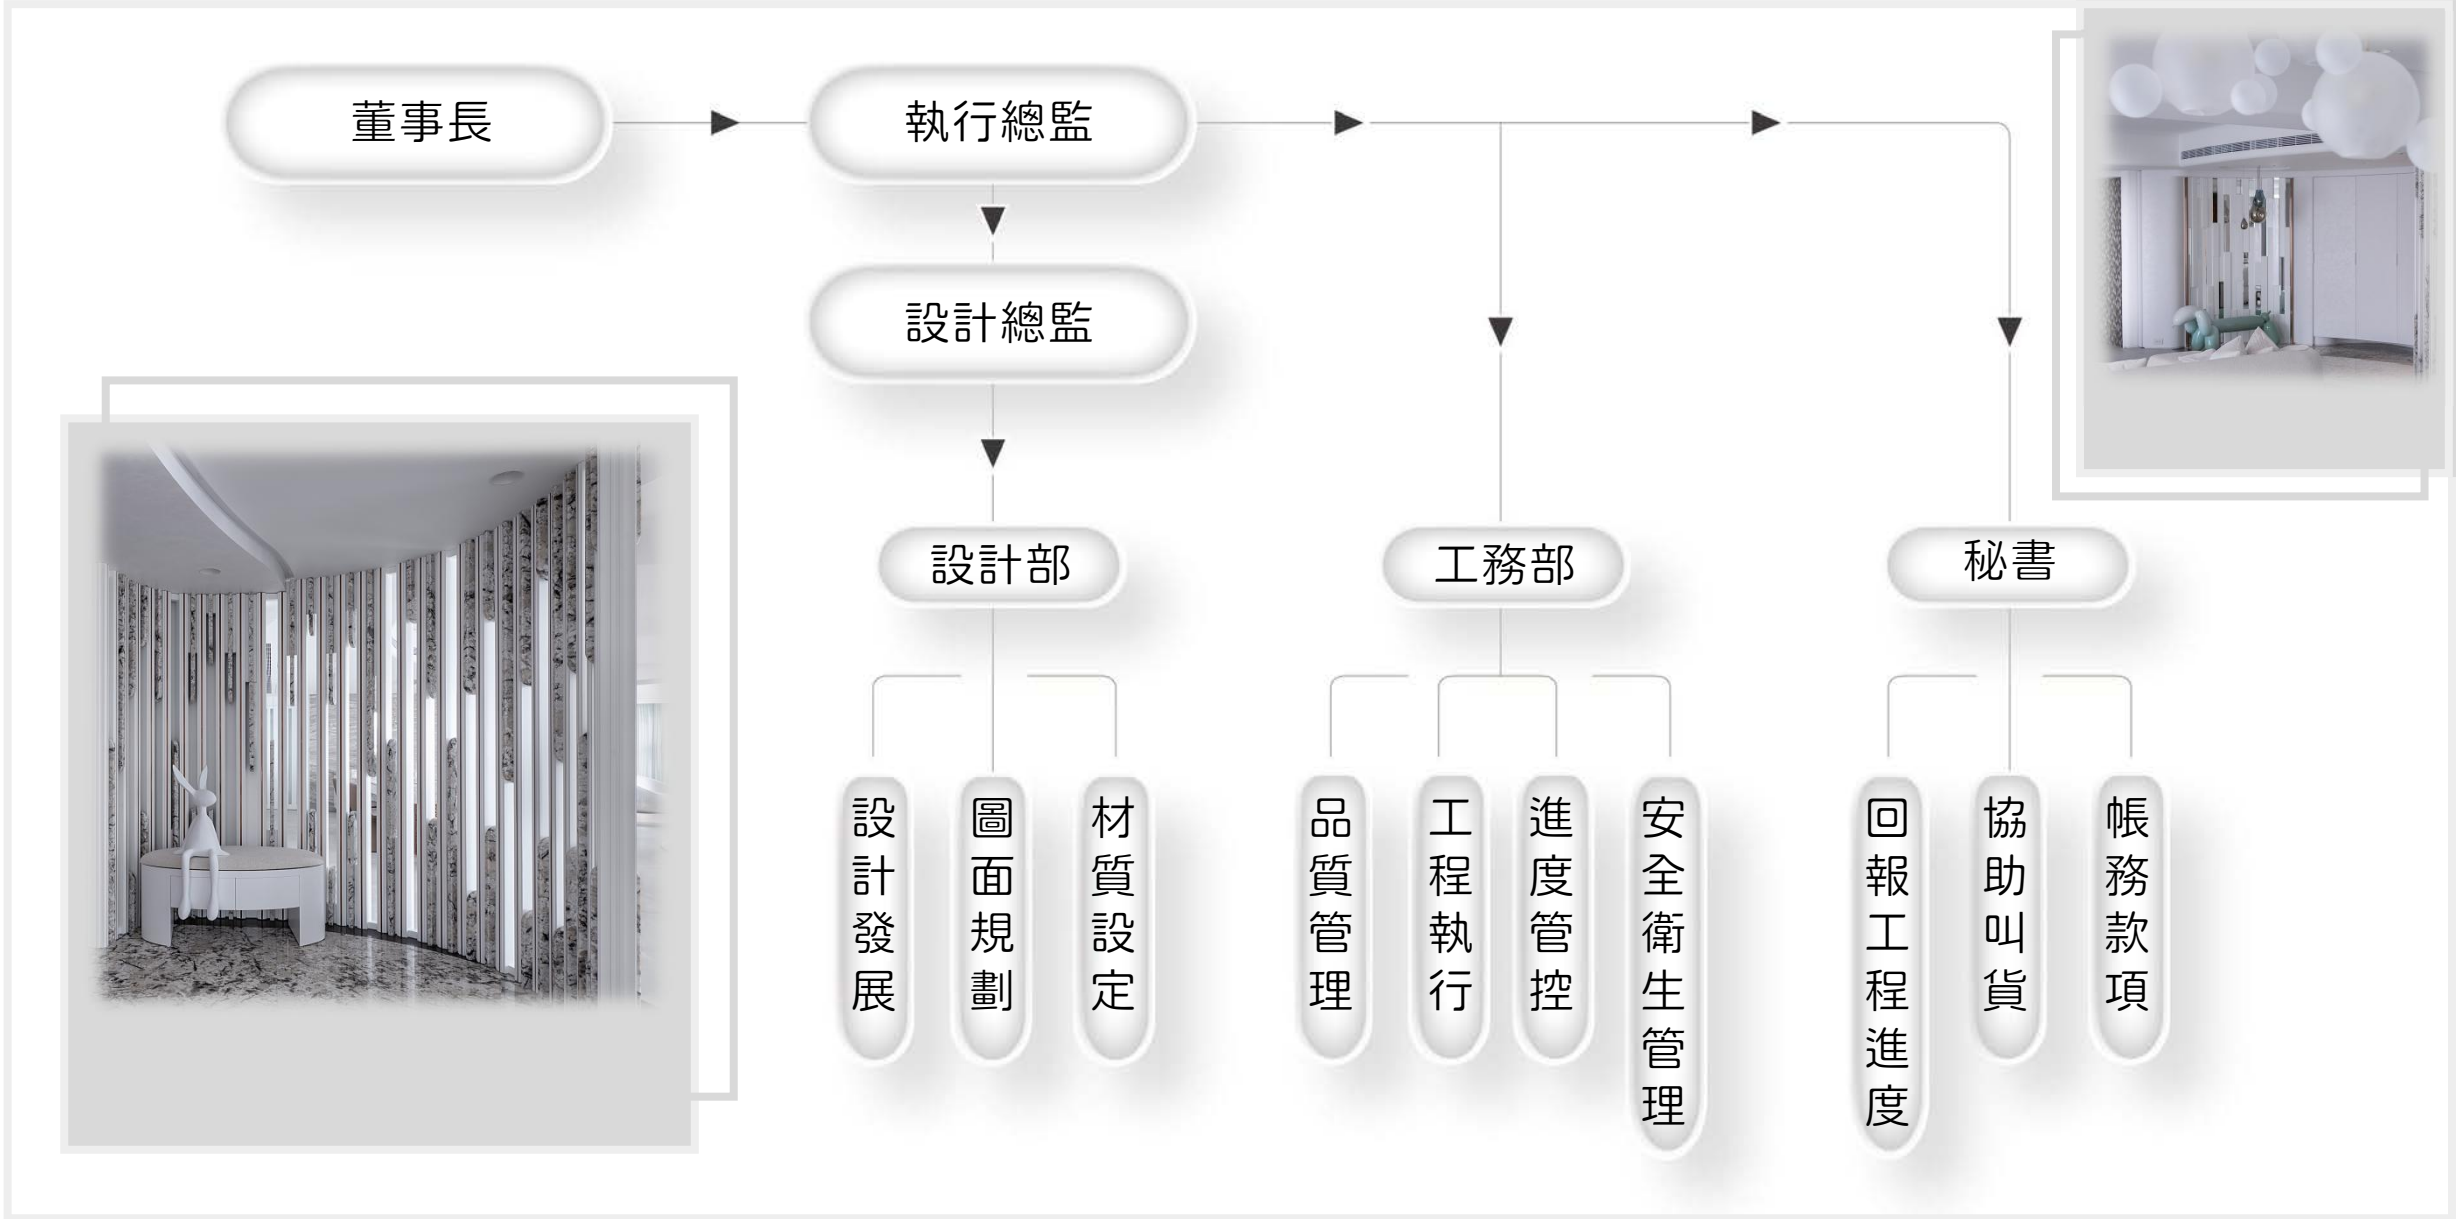 董事長
執行總監
設計總監
設計部
工務部
秘書
設計發展
圖面規劃
材質設定
品質管理
工程執行
進度管控
安全衛生管理
回報工程進度
協助叫貨
帳務款項